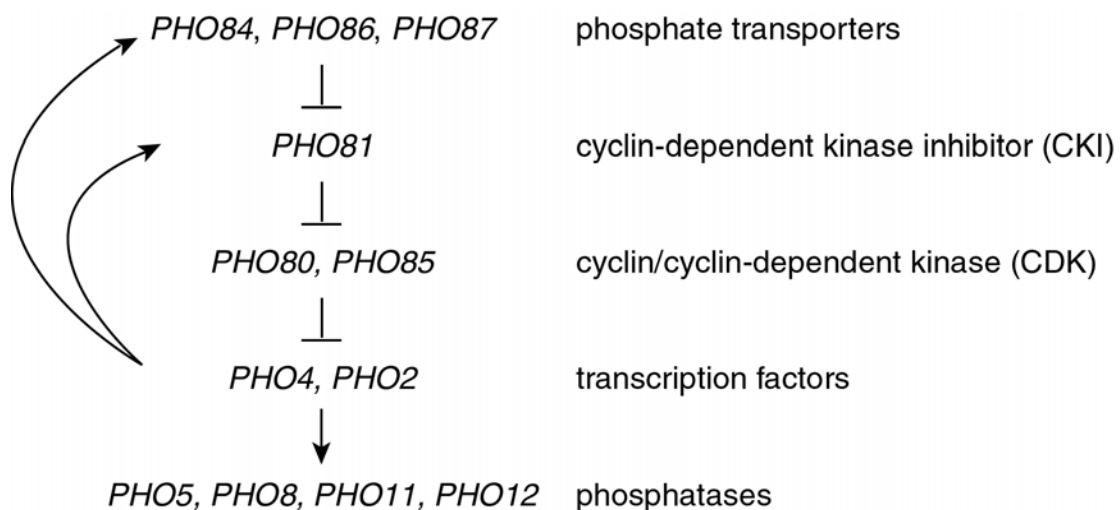 PHO84, PHO86, PHO87 phosphate transporters
PHO81 cyclin-dependent kinase inhibitor (CKI)
PHO80, PHO85 cyclin/cyclin-dependent kinase (CDK)
PHO4, PHO2 transcription factors
PHO5, PHO8, PHO11, PHO12 phosphatases